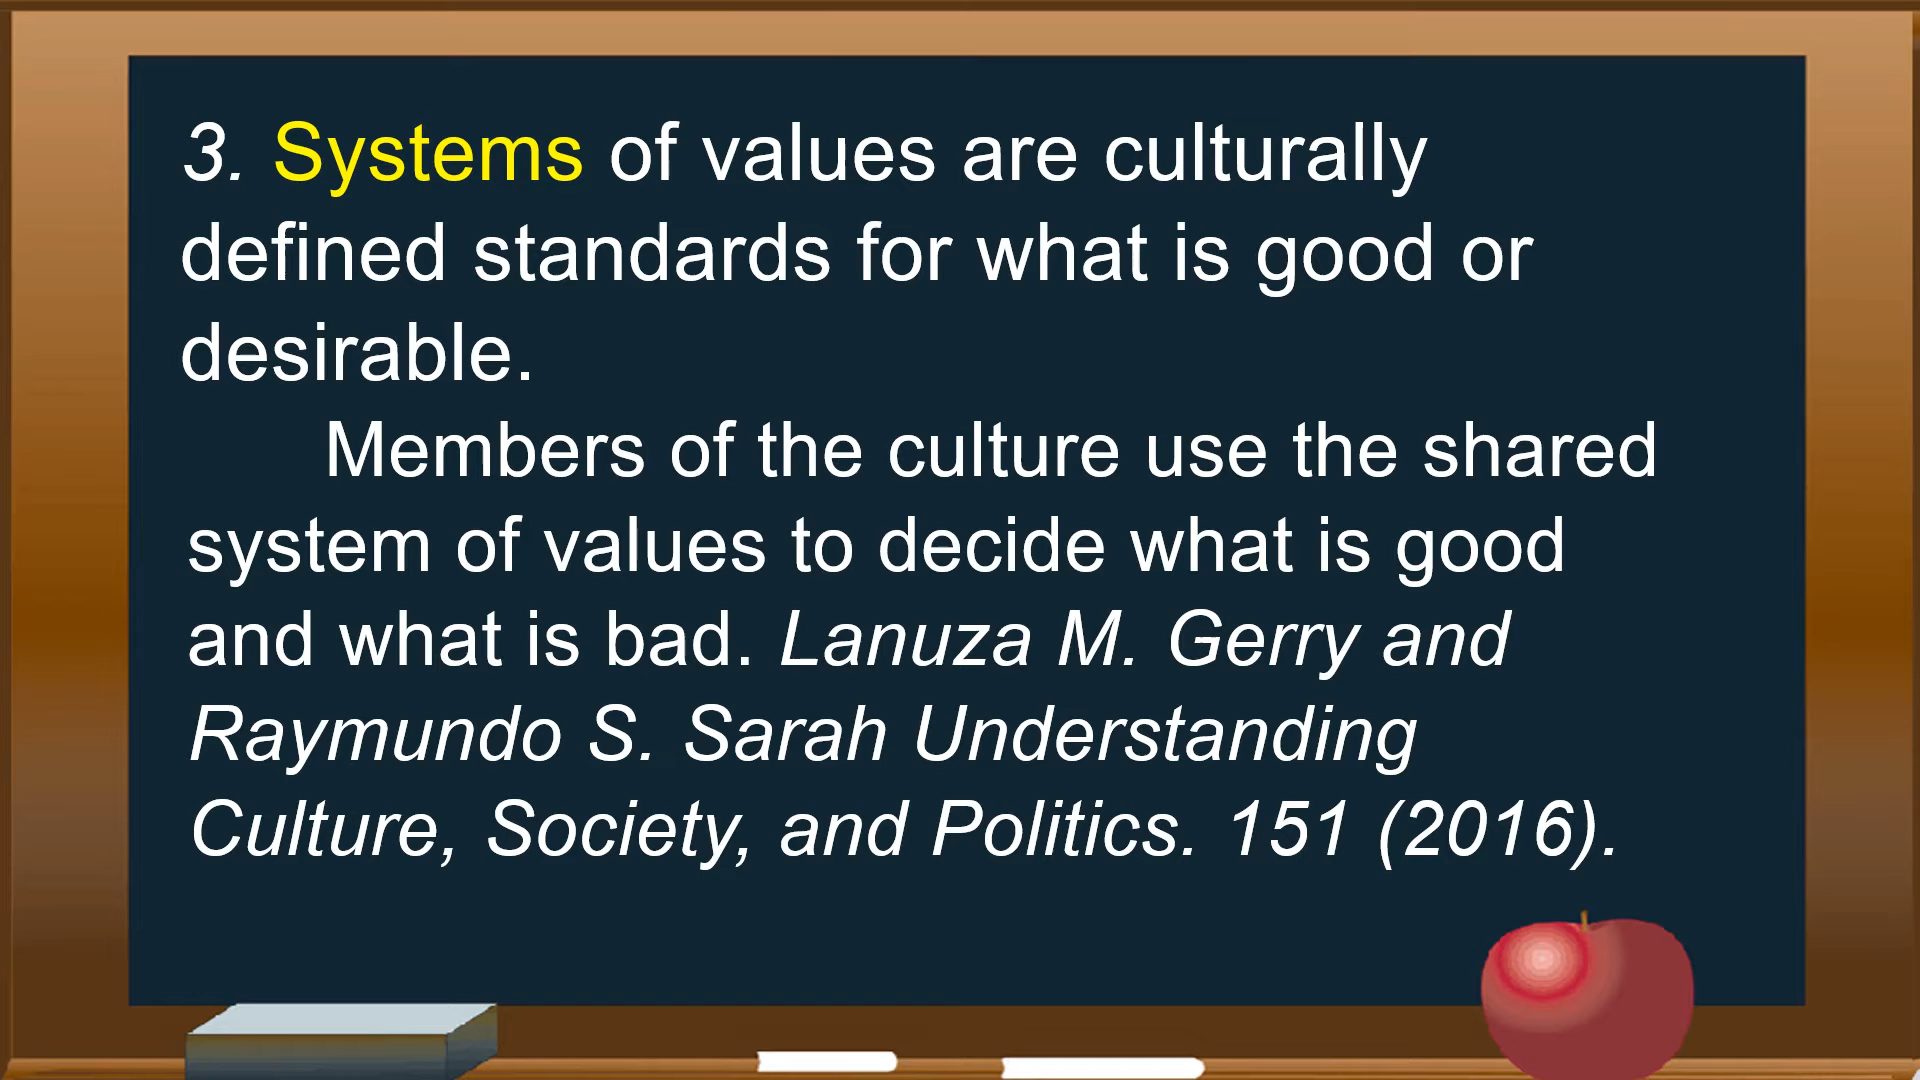 3. Systems of values are culturally
defined standards for what is good or
desirable.
Members of the culture use the shared
system of values to decide what is good
and what is bad. Lanuza M. Gerry and
Raymundo S. Sarah Understanding
Culture, Society, and Politics. 151 (2016).